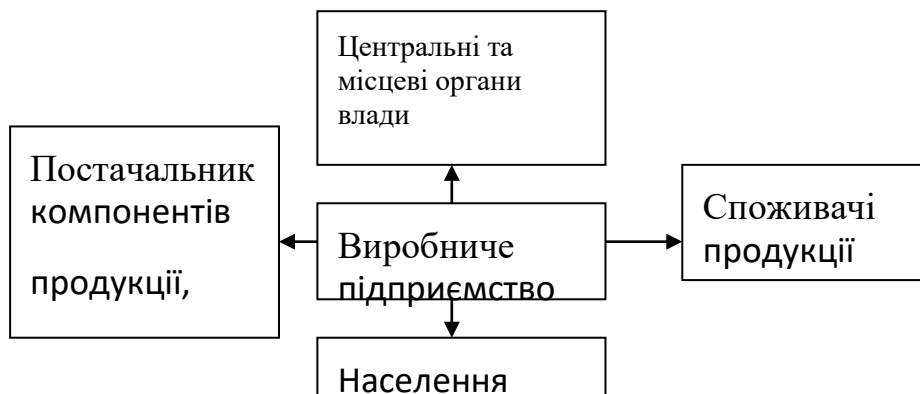 Центральні та
місцеві органи
влади
Постачальник
компонентів
продукції,
Виробниче
підприємство
Споживачі
продукції
Населення